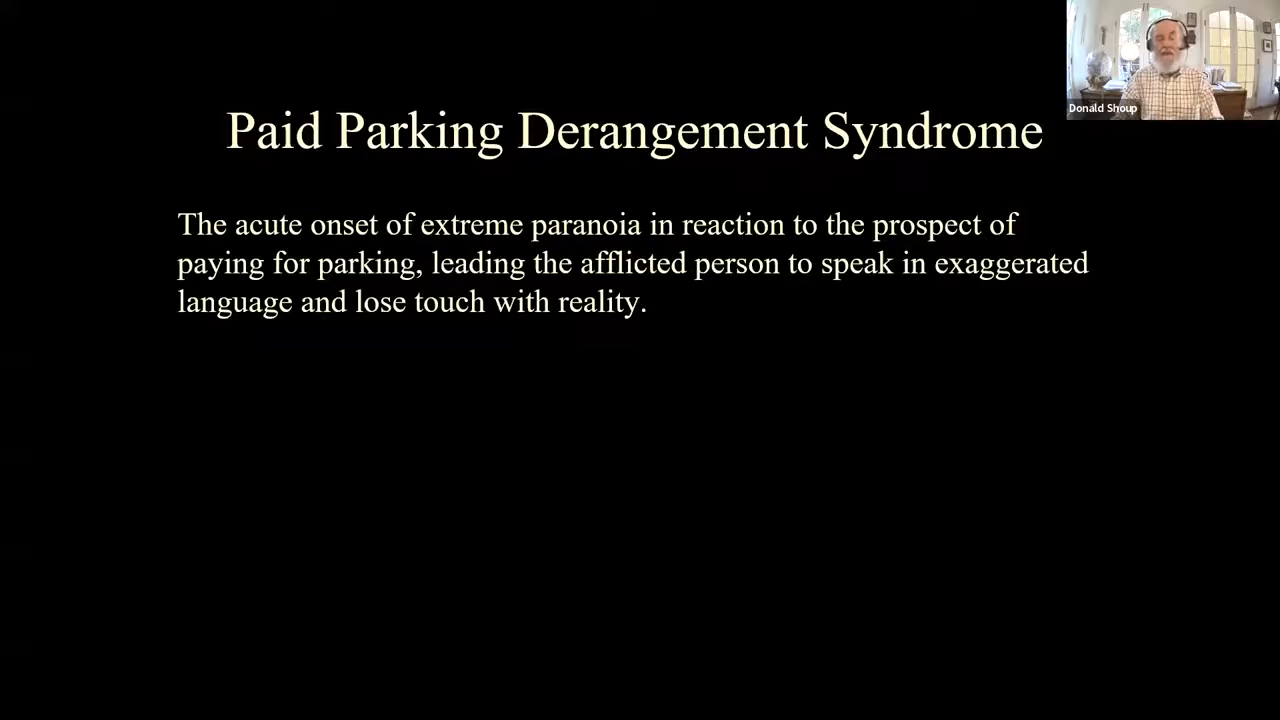 Paid Parking Derangement Syndrome
The acute onset of extreme paranoia in reaction to the prospect of
paying for parking, leading the afflicted person to speak in exaggerated
language and lose touch with reality.
Donald Shoup